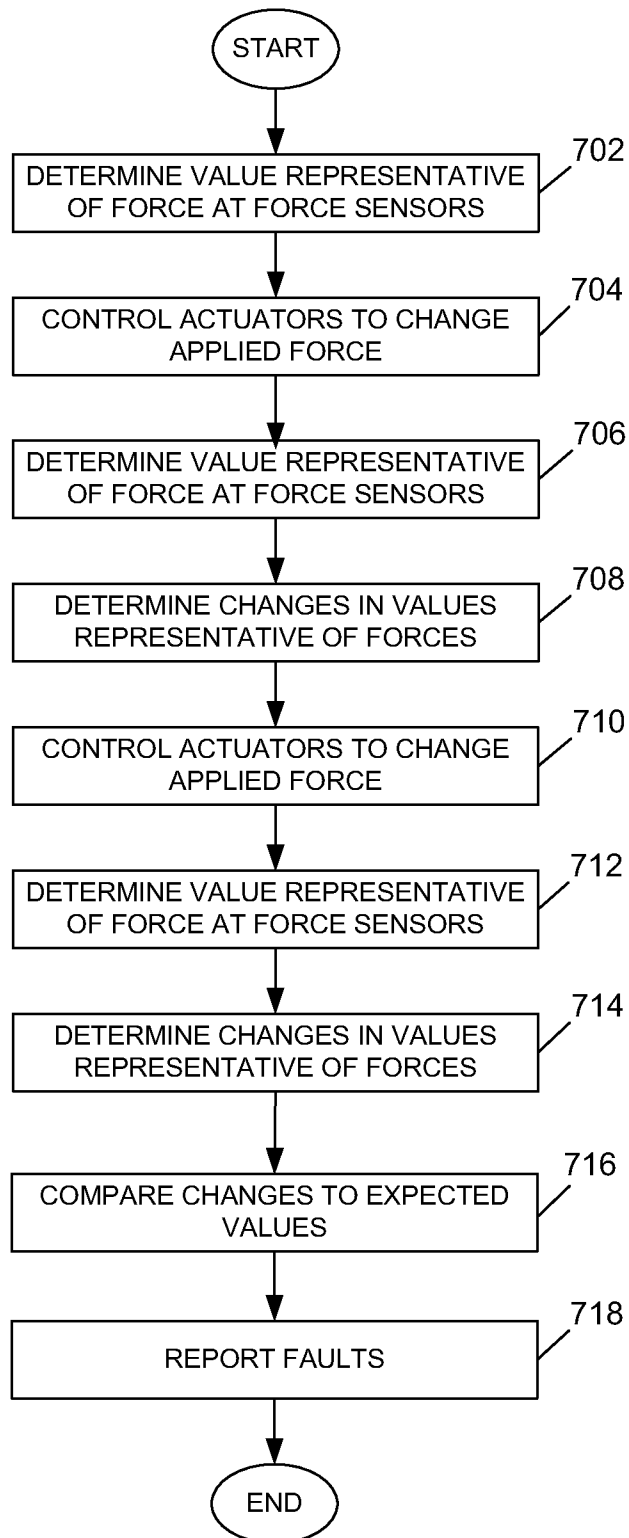 START
702
DETERMINE VALUE REPRESENTATIVE
OF FORCE AT FORCE SENSORS
704
CONTROL ACTUATORS TO CHANGE
APPLIED FORCE
706
DETERMINE VALUE REPRESENTATIVE
OF FORCE AT FORCE SENSORS
708
DETERMINE CHANGES IN VALUES
REPRESENTATIVE OF FORCES
710
CONTROL ACTUATORS TO CHANGE
APPLIED FORCE
712
DETERMINE VALUE REPRESENTATIVE
OF FORCE AT FORCE SENSORS
714
DETERMINE CHANGES IN VALUES
REPRESENTATIVE OF FORCES
716
COMPARE CHANGES TO EXPECTED
VALUES
718
REPORT FAULTS
END